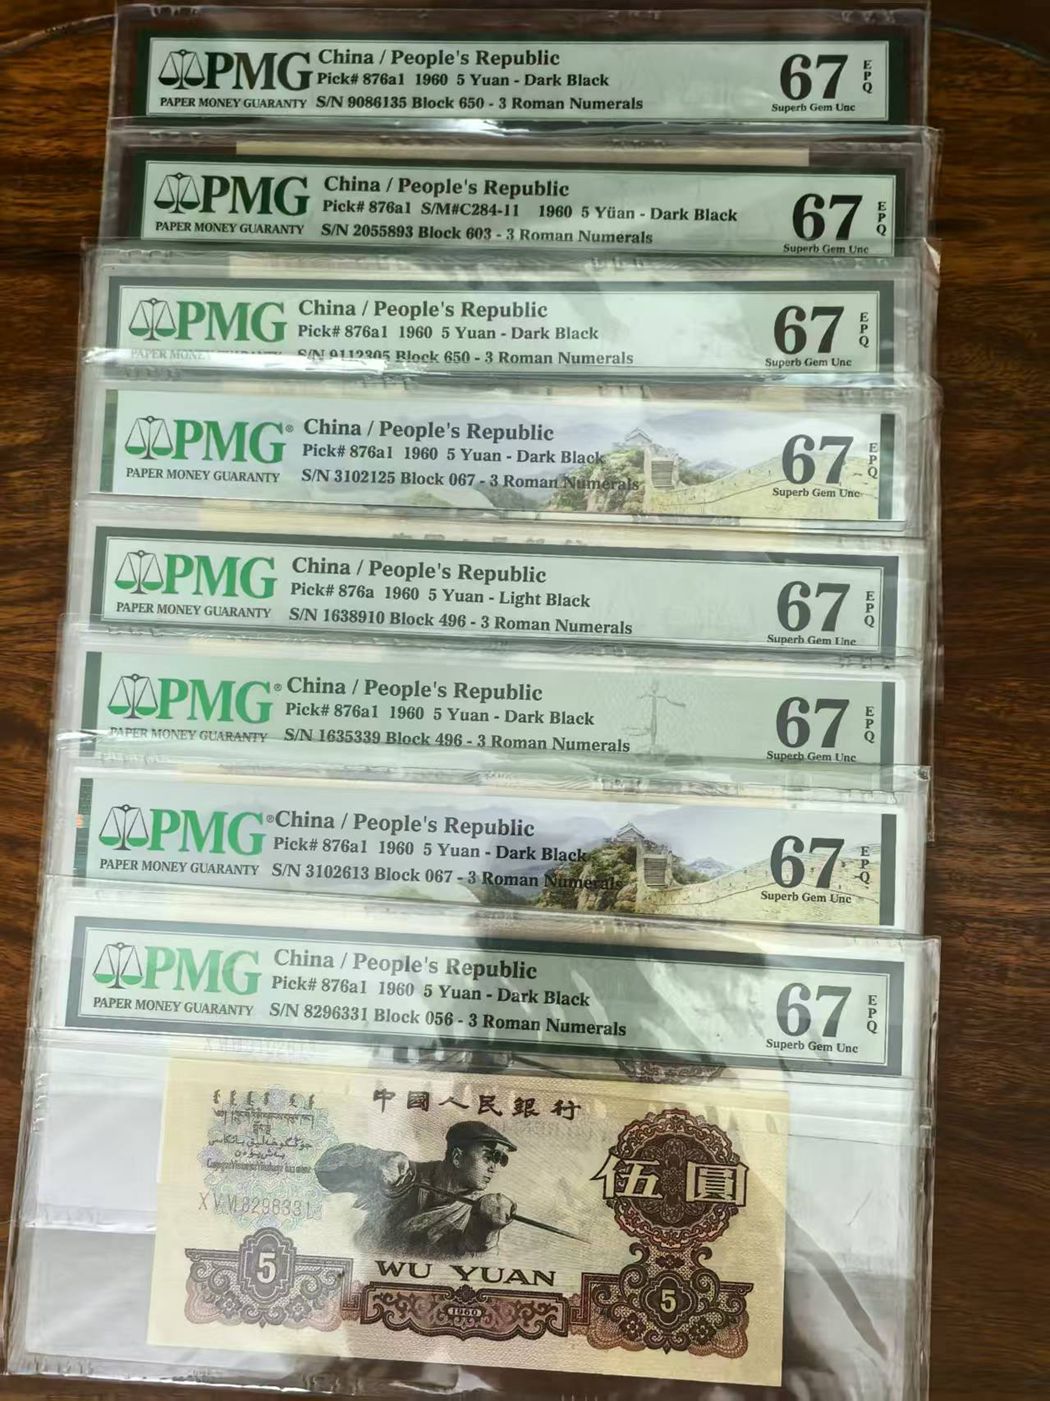 PMG
PAPER MONEY GUARANTY
China / People's Republic
Pick# 876a1 1960 5 Yuan - Dark Black
S/N 9086135 Block 650 - 3 Roman Numerals
67
EPQ
Superb Gem Unc
PMG
PAPER MONEY GUARANTY
China / People's Republic
Pick# 876a1 S/M#C284-11 1960 5 Yüan - Dark Black
S/N 2055893 Block 603 - 3 Roman Numerals
67
EPQ
Superb Gem Unc
PMG
PAPER MONEY GUARANTY
China / People's Republic
Pick# 876a1 1960 5 Yuan - Dark Black
S/N 9112305 Block 650 - 3 Roman Numerals
67
EPQ
Superb Gem Unc
PMG®
PAPER MONEY GUARANTY
China / People's Republic
Pick# 876a1 1960 5 Yuan - Dark Black
S/N 3102125 Block 067 - 3 Roman Numerals
67
EPQ
Superb Gem Unc
PMG
PAPER MONEY GUARANTY
China / People's Republic
Pick# 876a 1960 5 Yuan - Light Black
S/N 1638910 Block 496 - 3 Roman Numerals
67
EPQ
Superb Gem Unc
PMG®
PAPER MONEY GUARANTY
China / People's Republic
Pick# 876a1 1960 5 Yuan - Dark Black
S/N 1635339 Block 496 - 3 Roman Numerals
67
EPQ
Superb Gem Unc
PMG®
PAPER MONEY GUARANTY
China / People's Republic
Pick# 876a1 1960 5 Yuan - Dark Black
S/N 3102613 Block 067 - 3 Roman Numerals
67
EPQ
Superb Gem Unc
PMG
PAPER MONEY GUARANTY
China / People's Republic
Pick# 876a1 1960 5 Yuan - Dark Black
S/N 8296331 Block 056 - 3 Roman Numerals
67
EPQ
Superb Gem Unc
中國人民銀行
伍圓
X V VI 8296331
5
WU YUAN
1960
5